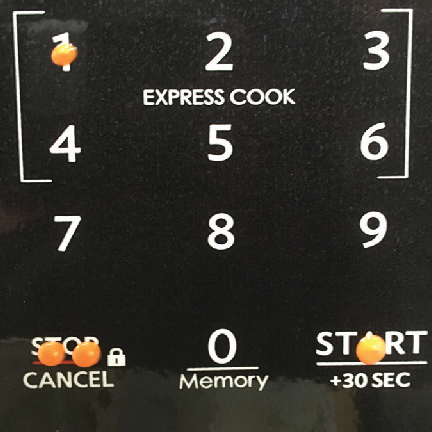 1 2 3
EXPRESS COOK
4 5 6
7 8 9
STOP 0 START
CANCEL Memory +30 SEC